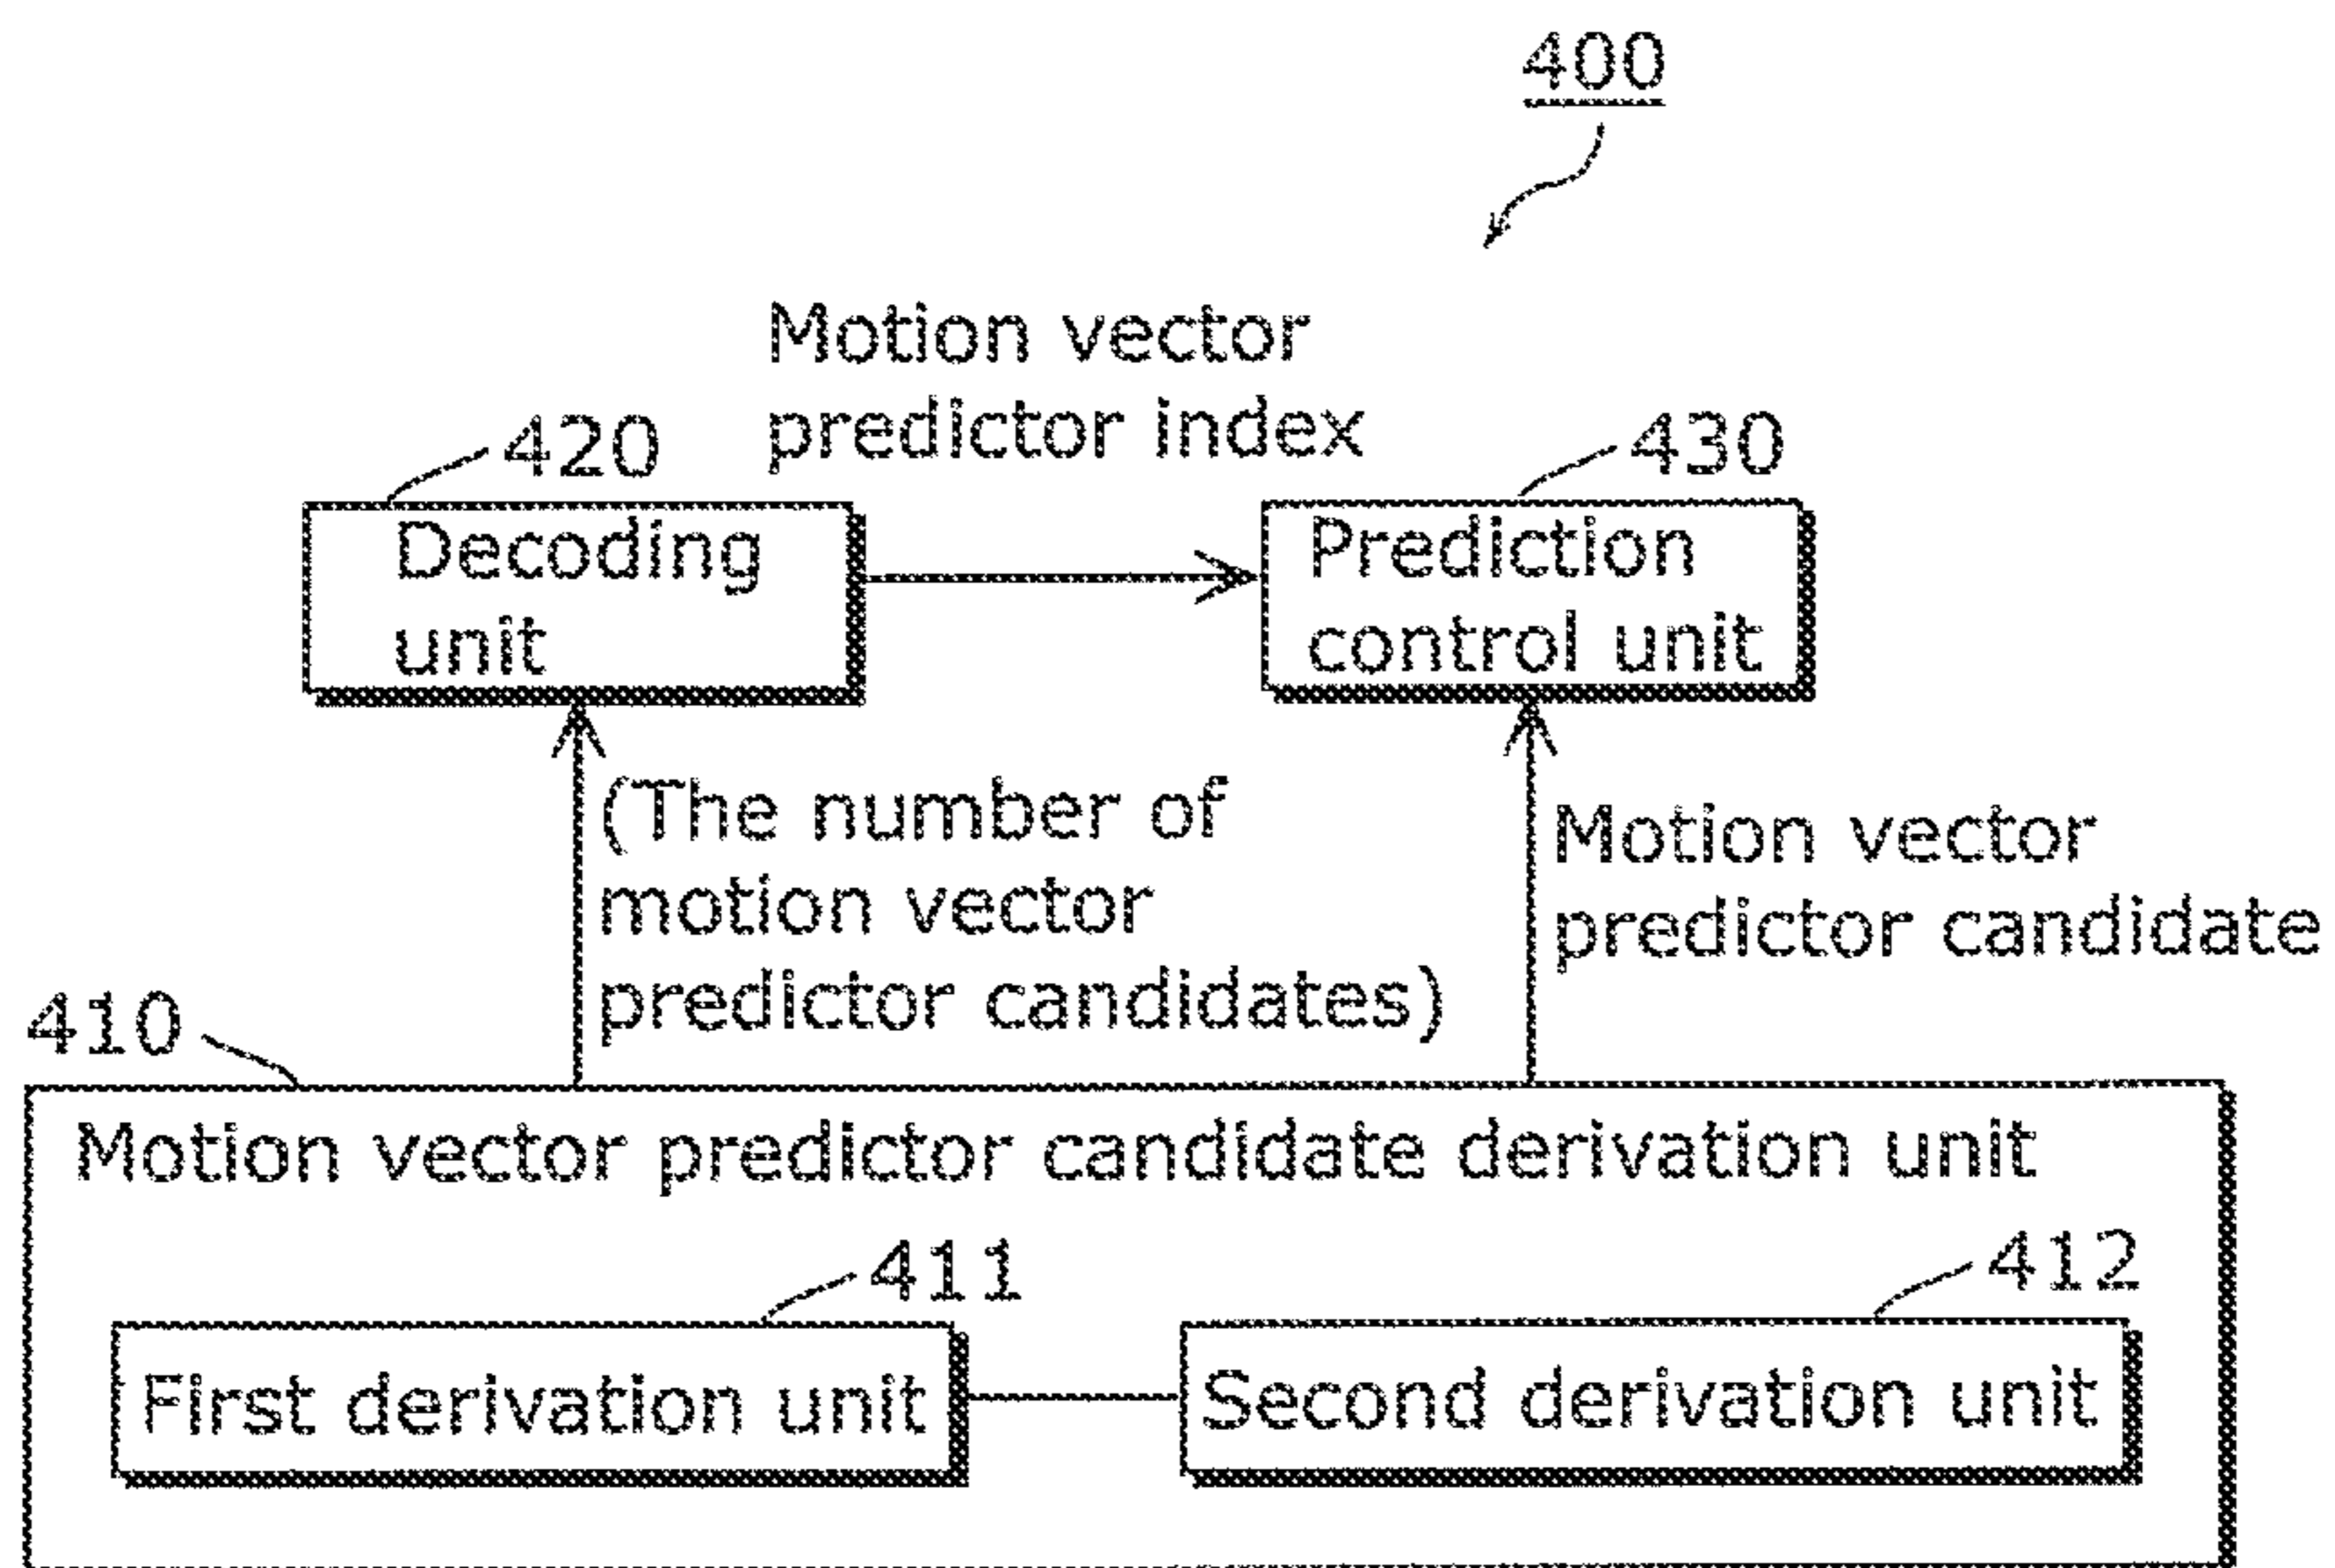 400
Motion vector
predictor index
420
430
Decoding
unit
Prediction
control unit
(The number of
motion vector
predictor candidates)
Motion vector
predictor candidate
410
Motion vector predictor candidate derivation unit
411
412
First derivation unit
Second derivation unit